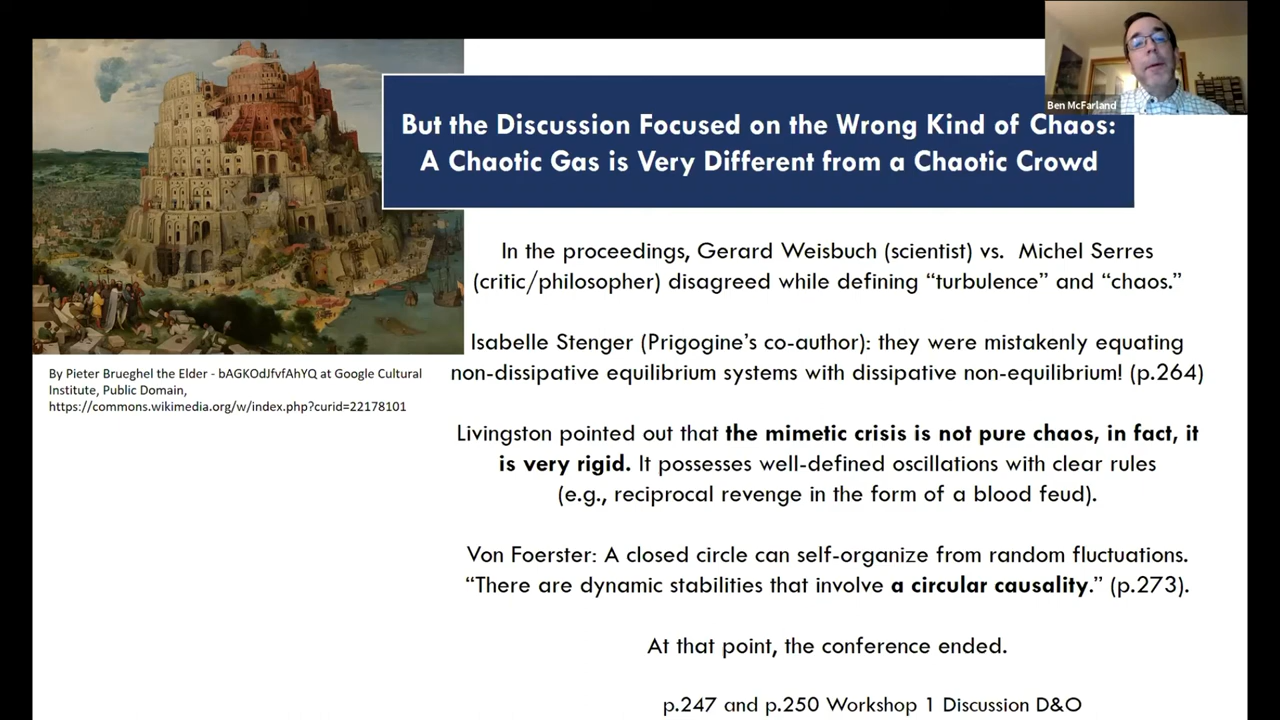 Ben McFarland
But the Discussion Focused on the Wrong Kind of Chaos:
A Chaotic Gas is Very Different from a Chaotic Crowd
In the proceedings, Gerard Weisbuch (scientist) vs. Michel Serres
(critic/philosopher) disagreed while defining “turbulence” and “chaos.”
Isabelle Stenger (Prigogine’s co-author): they were mistakenly equating
non-dissipative equilibrium systems with dissipative non-equilibrium! (p.264)
By Pieter Brueghel the Elder - bAGKOdJfvfAhYQ at Google Cultural
Institute, Public Domain,
https://commons.wikimedia.org/w/index.php?curid=22178101
Livingston pointed out that the mimetic crisis is not pure chaos, in fact, it
is very rigid. It possesses well-defined oscillations with clear rules
(e.g., reciprocal revenge in the form of a blood feud).
Von Foerster: A closed circle can self-organize from random fluctuations.
“There are dynamic stabilities that involve a circular causality.” (p.273).
At that point, the conference ended.
p.247 and p.250 Workshop 1 Discussion D&O